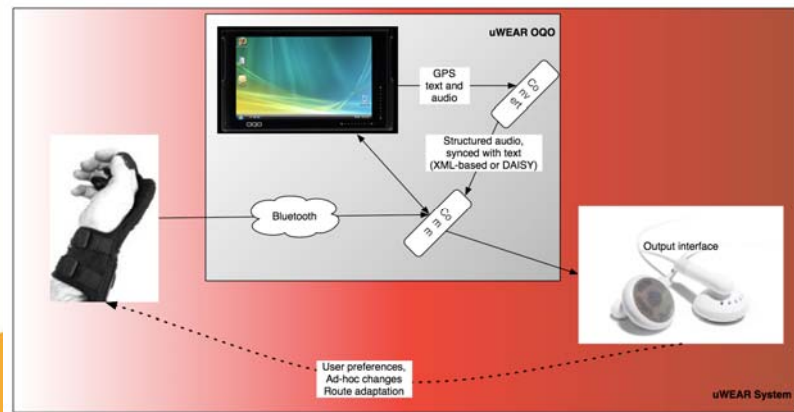 uWEAR OQO
GPS
text and
audio
Co
nv
ert
Structured audio,
synced with text
(XML-based or DAISY)
OQO
Bluetooth
Co
m
m
Output interface
User preferences,
Ad-hoc changes
Route adaptation
uWEAR System